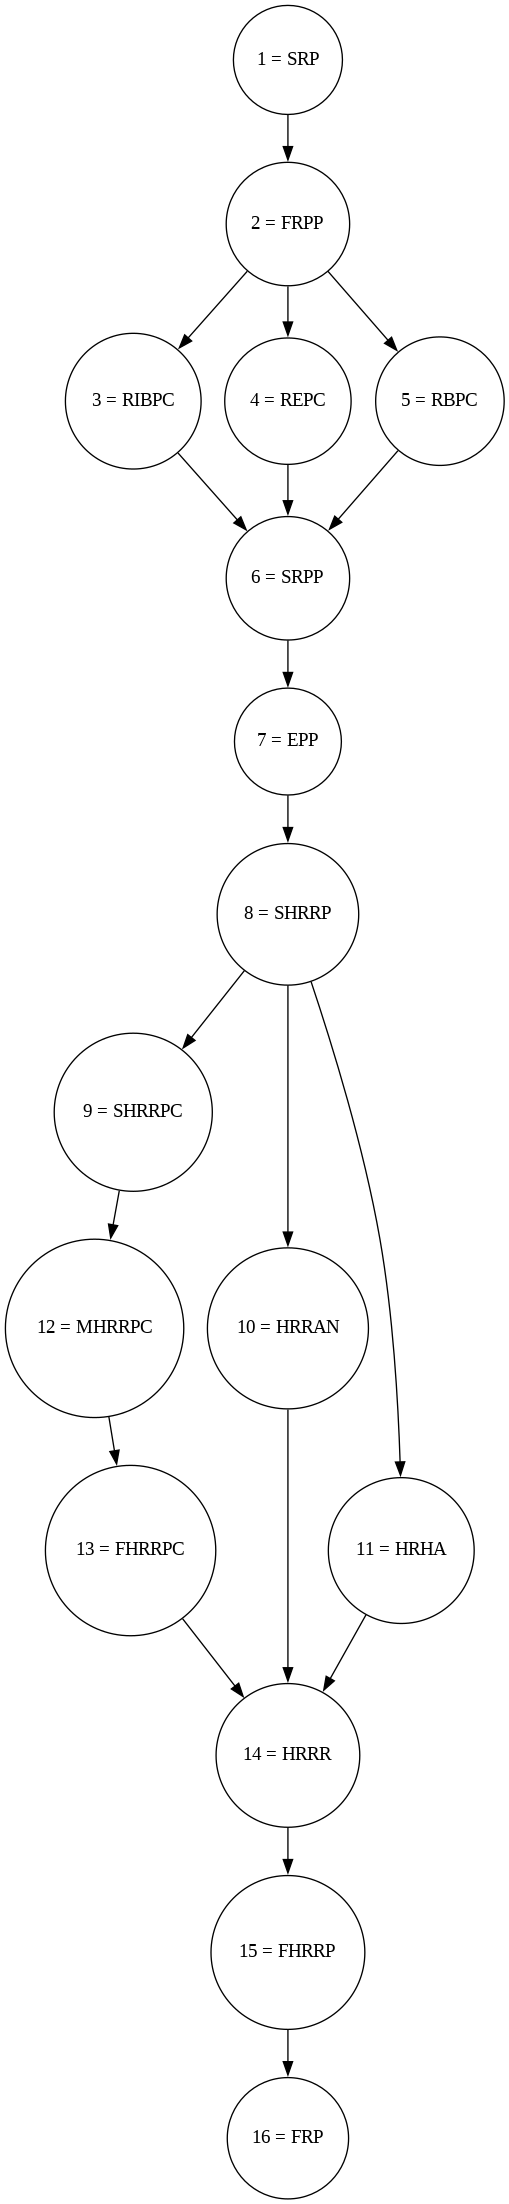 1 = SRP
2 = FRPP
3 = RIBPC
4 = REPC
5 = RBPC
6 = SRPP
7 = EPP
8 = SHRRP
9 = SHRRPC
12 = MHRRPC
10 = HRRAN
13 = FHRRPC
11 = HRHA
14 = HRRR
15 = FHRRP
16 = FRP